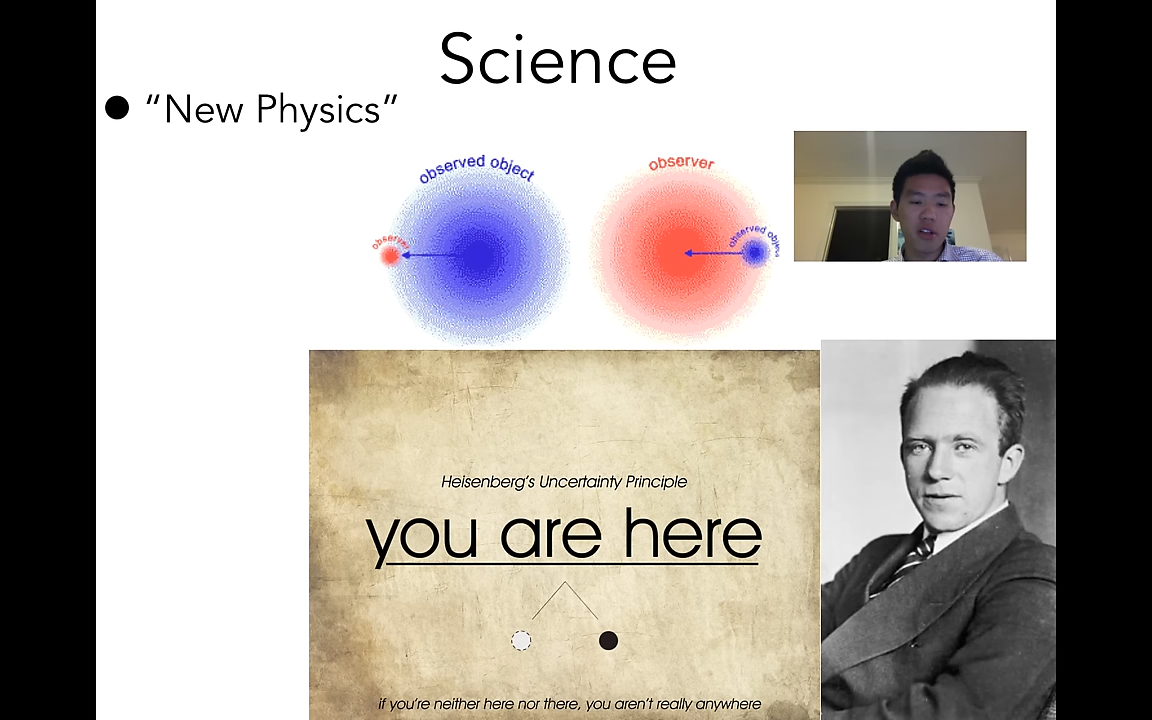 Science
● “New Physics”
observed object
observer
observer
observed object
Heisenberg's Uncertainty Principle
you are here
if you're neither here nor there, you aren't really anywhere